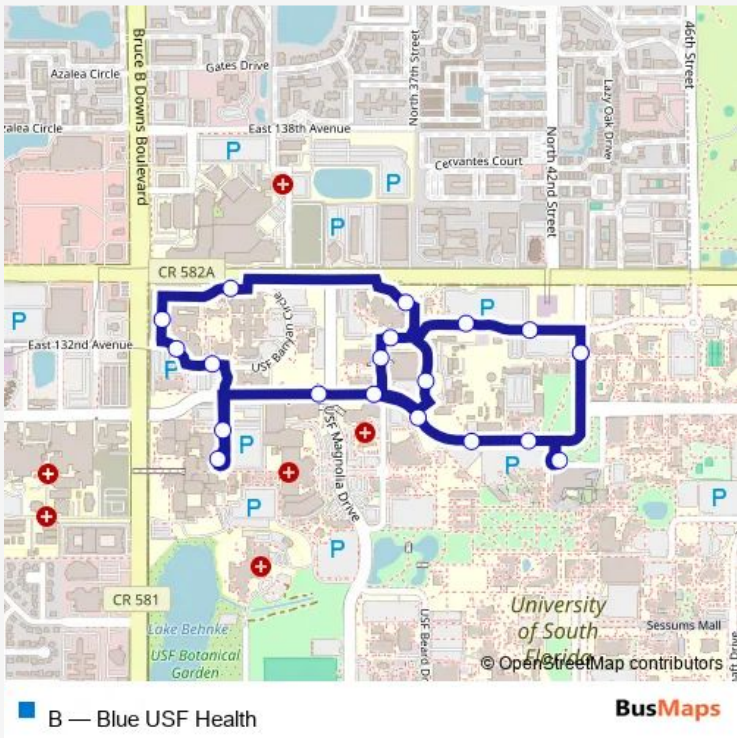 Azalea Circle
Gates Drive
Bruce B Downs Boulevard
North 37th Street
46th Street
Lazy Oak Drive
zalea Circle
East 138th Avenue
P
Cervantes Court
North 42nd Street
P
P
CR 582A
P
P
USF Banyan Circle
East 132nd Avenue
P
USF Magnolia Drive
P
P
P
P
P
CR 581
Lake Behnke
USF Botanical
Garden
USF Beard Dr
University
of South
Florida
Sessums Mall
aft Drive
© OpenStreetMap contributors
B — Blue USF Health
BusMaps